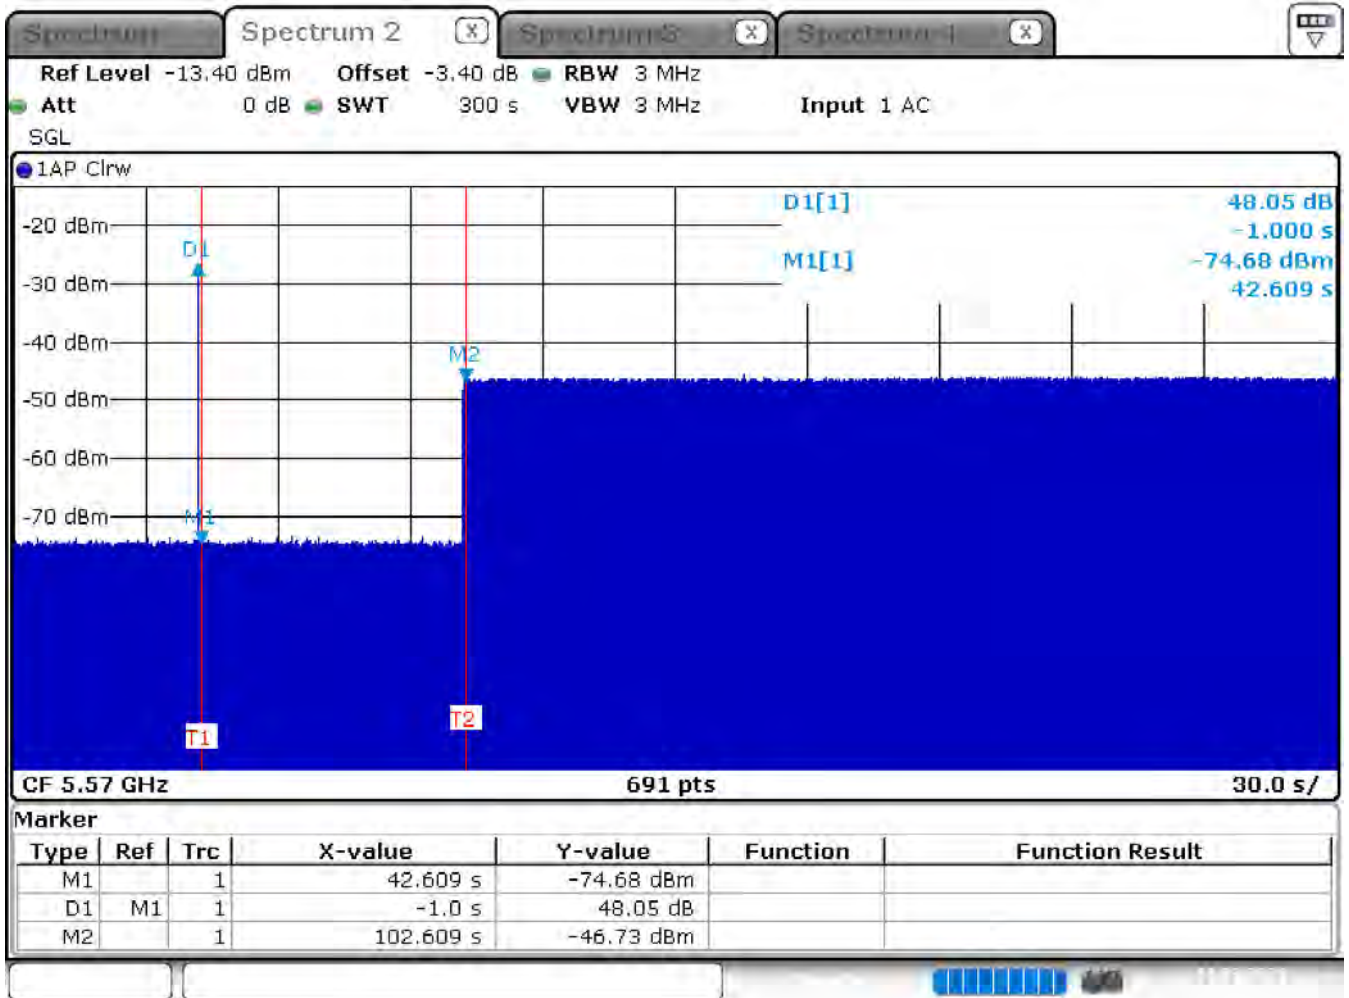 Spectrum Spectrum 2 X Spectrum 3 X Spectrum 4 X
Ref Level -13.40 dBm Offset -3.40 dB RBW 3 MHz
Att 0 dB SWT 300 s VBW 3 MHz Input 1 AC
SGL
1AP Clrw
D1[1] 48.05 dB
-1.000 s
M1[1] -74.68 dBm
42.609 s
-20 dBm
D1
-30 dBm
-40 dBm
M2
-50 dBm
-60 dBm
-70 dBm
M1
T1
T2
CF 5.57 GHz 691 pts 30.0 s/
Marker
Type Ref Trc X-value Y-value Function Function Result
M1 1 42.609 s -74.68 dBm
D1 M1 1 -1.0 s 48.05 dB
M2 1 102.609 s -46.73 dBm